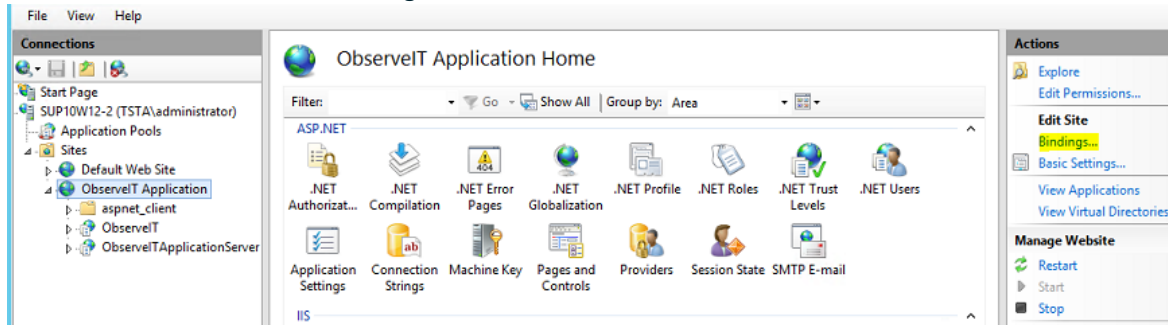 File View Help
Connections
Start Page
SUP10W12-2 (TSTA\administrator)
Application Pools
Sites
Default Web Site
ObserveIT Application
aspnet_client
ObserveIT
ObserveITApplicationServer
ObserveIT Application Home
Filter: Go Show All Group by: Area
ASP.NET
.NET Authorizat...
.NET Compilation
404
.NET Error Pages
.NET Globalization
.NET Profile
.NET Roles
.NET Trust Levels
.NET Users
Application Settings
ab
Connection Strings
Machine Key
Pages and Controls
Providers
Session State
SMTP E-mail
IIS
Actions
Explore
Edit Permissions...
Edit Site
Bindings...
Basic Settings...
View Applications
View Virtual Directories
Manage Website
Restart
Start
Stop